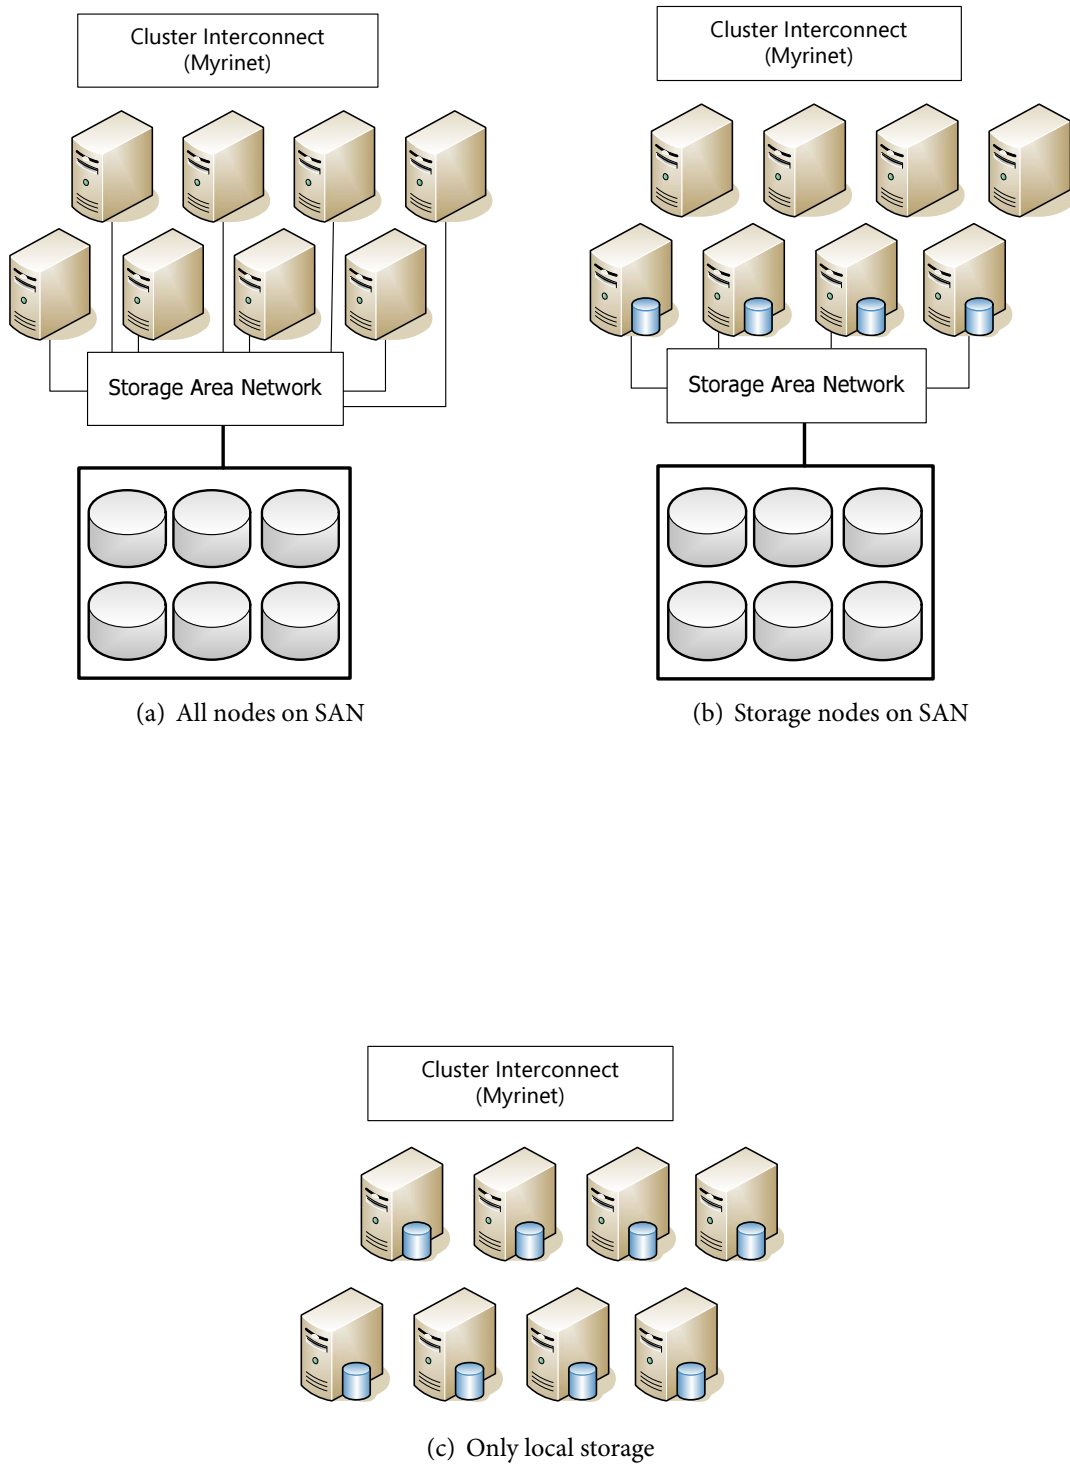 Cluster Interconnect
(Myrinet)
Storage Area Network
(a) All nodes on SAN
Cluster Interconnect
(Myrinet)
Storage Area Network
(b) Storage nodes on SAN
Cluster Interconnect
(Myrinet)
(c) Only local storage